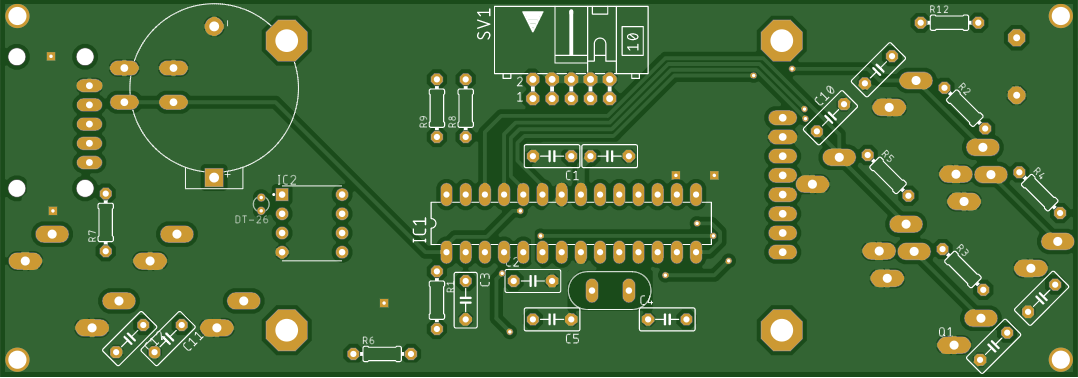 R12
SV1
10
2
1
R9
R8
C10
R2
C1
R5
R4
IC2
DT-26
R7
IC1
+
C2
C3
R1
R3
C4
C5
Q1
R6
C11